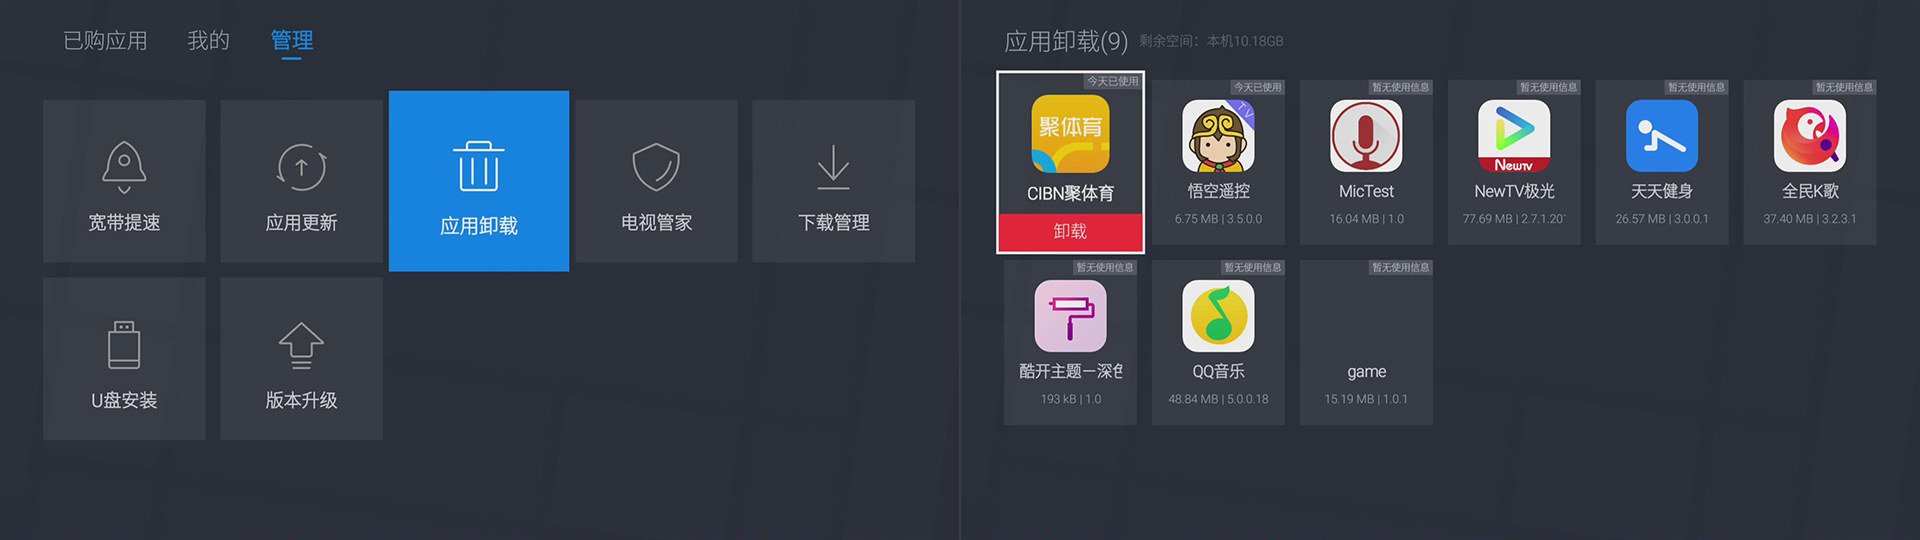 已购应用 我的 管理
宽带提速
应用更新
应用卸载
电视管家
下载管理
U盘安装
版本升级
应用卸载(9) 剩余空间：本机10.18GB
今天已使用
聚体育
CIBN聚体育
卸载
今天已使用
TV
悟空遥控
6.75 MB | 3.5.0.0
暂无使用信息
MicTest
16.04 MB | 1.0
暂无使用信息
NEWTV
NewTV极光
77.69 MB | 2.7.1.20
暂无使用信息
天天健身
26.57 MB | 3.0.0.1
暂无使用信息
全民K歌
37.40 MB | 3.2.3.1
暂无使用信息
酷开主题—深色
193 kB | 1.0
暂无使用信息
QQ音乐
48.84 MB | 5.0.0.18
暂无使用信息
game
15.19 MB | 1.0.1